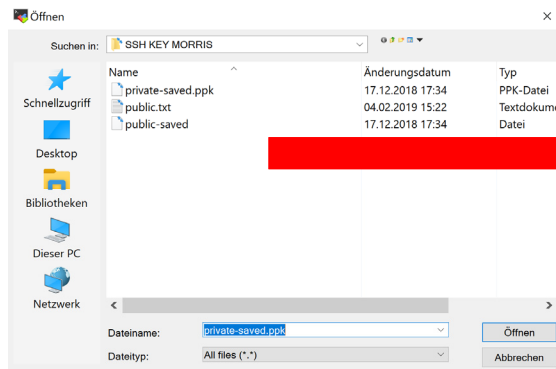 Öffnen
Suchen in: SSH KEY MORRIS
Name Änderungsdatum Typ
private-saved.ppk 17.12.2018 17:34 PPK-Datei
public.txt 04.02.2019 15:22 Textdokume
public-saved 17.12.2018 17:34 Datei
Schnellzugriff
Desktop
Bibliotheken
Dieser PC
Netzwerk
Dateiname: private-saved.ppk Öffnen
Dateityp: All files (*.*) Abbrechen